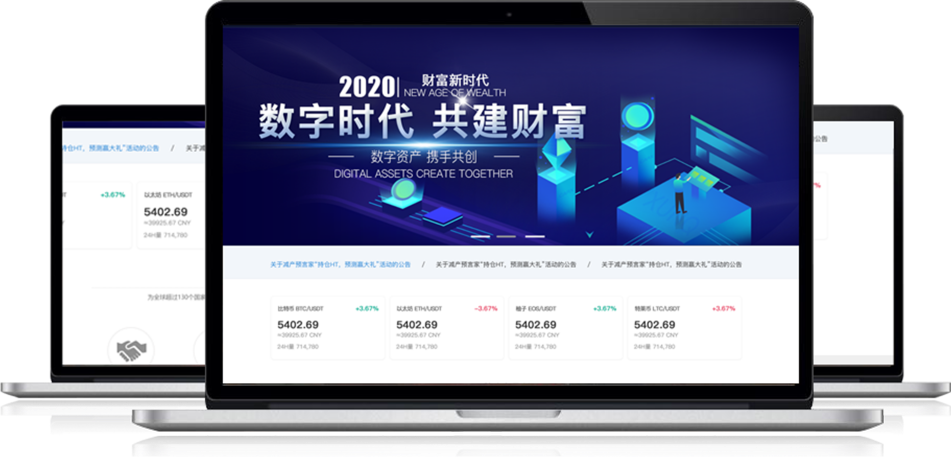 2020
财富新时代
NEW AGE OF WEALTH
数字时代 共建财富
数字资产 携手共创
DIGITAL ASSETS CREATE TOGETHER
关于减产预言家"持仓HT、预测赢大礼"活动的公告 / 关于减产预言家"持仓HT、预测赢大礼"活动的公告 / 关于减产预言家"持仓HT、预测赢大礼"活动的公告
比特币 BTC/USDT +3.67%
5402.69
≈39925.67 CNY
24H量 714,780
以太坊 ETH/USDT -3.67%
5402.69
≈39925.67 CNY
24H量 714,780
柚子 EOS/USDT +3.67%
5402.69
≈39925.67 CNY
24H量 714,780
特莱币 LTC/USDT +3.67%
5402.69
≈39925.67 CNY
24H量 714,780
持仓HT、预测赢大礼"活动的公告 / 关于减
+3.67%
以太坊 ETH/USDT
5402.69
≈39925.67 CNY
24H量 714,780
为全球超过130个国家
公告
%